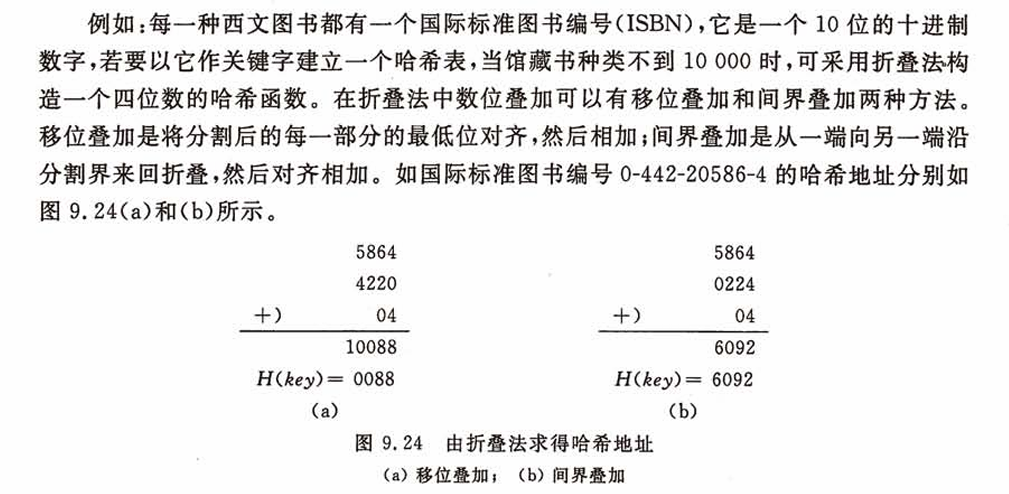 例如:每一种西文图书都有一个国际标准图书编号(ISBN),它是一个 10 位的十进制
数字,若要以它作关键字建立一个哈希表,当馆藏书种类不到 10 000 时,可采用折叠法构
造一个四位数的哈希函数。在折叠法中数位叠加可以有移位叠加和间界叠加两种方法。
移位叠加是将分割后的每一部分的最低位对齐,然后相加;间界叠加是从一端向另一端沿
分割界来回折叠,然后对齐相加。如国际标准图书编号 0-442-20586-4 的哈希地址分别如
图 9.24(a)和(b)所示。
5864
4220
+) 04
10088
H(key)= 0088
(a)
5864
0224
+) 04
6092
H(key)= 6092
(b)
图 9.24 由折叠法求得哈希地址
(a) 移位叠加; (b) 间界叠加